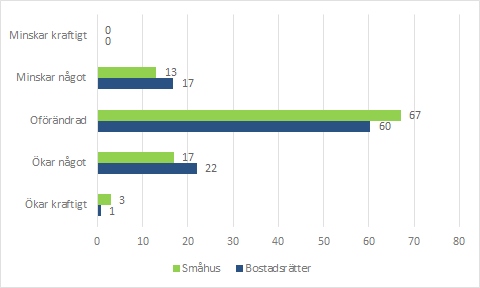 Minskar kraftigt
0
0
Minskar något
13
17
Oförändrad
67
60
Ökar något
17
22
Ökar kraftigt
3
1
0 10 20 30 40 50 60 70 80
Småhus Bostadsrätter